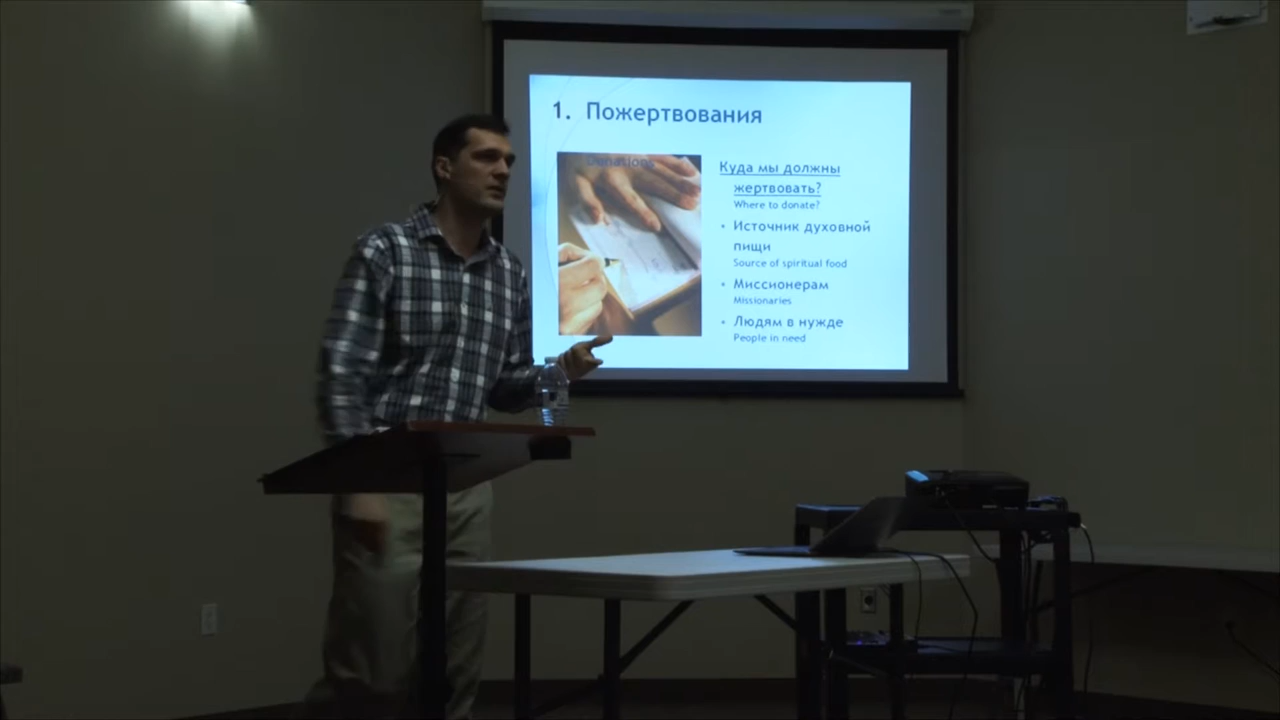 1. Пожертвования
Donations
Куда мы должны
жертвовать?
Where to donate?
• Источник духовной
пищи
Source of spiritual food
• Миссионерам
Missionaries
• Людям в нужде
People in need